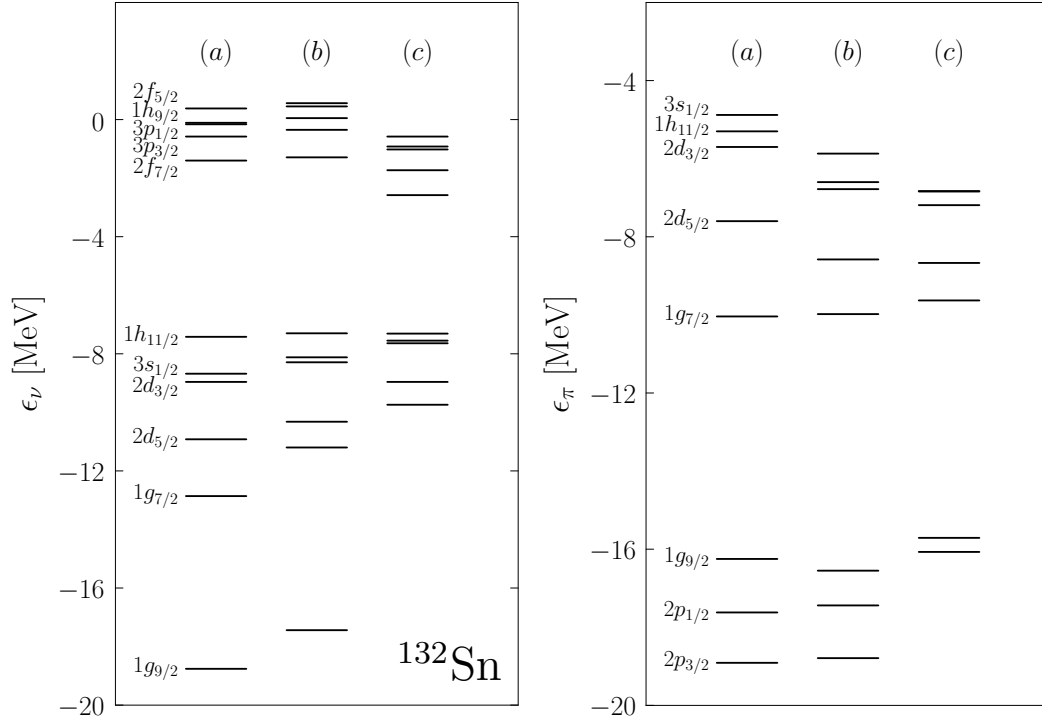 (a) (b) (c)
2f5/2
1h9/2
3p1/2
3p3/2
2f7/2
1h11/2
3s1/2
2d3/2
2d5/2
1g7/2
1g9/2
0
−4
−8
−12
−16
−20
ϵν [MeV]
¹³²Sn
(a) (b) (c)
3s1/2
1h11/2
2d3/2
2d5/2
1g7/2
1g9/2
2p1/2
2p3/2
−4
−8
−12
−16
−20
ϵπ [MeV]